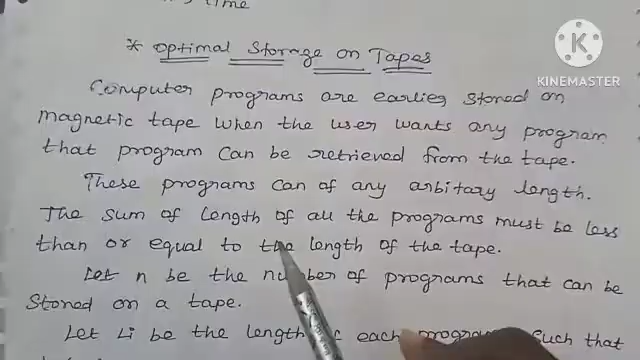 time
* Optimal Storage on Tapes
KINEMASTER
Computer programs are earlier stored on
magnetic tape when the user wants any program
that program can be retrieved from the tape.
These programs can of any arbitary length.
The sum of length of all the programs must be less
than or equal to the length of the tape.
Let n be the number of programs that can be
Stored on a tape.
Let Li be the length each program Such that